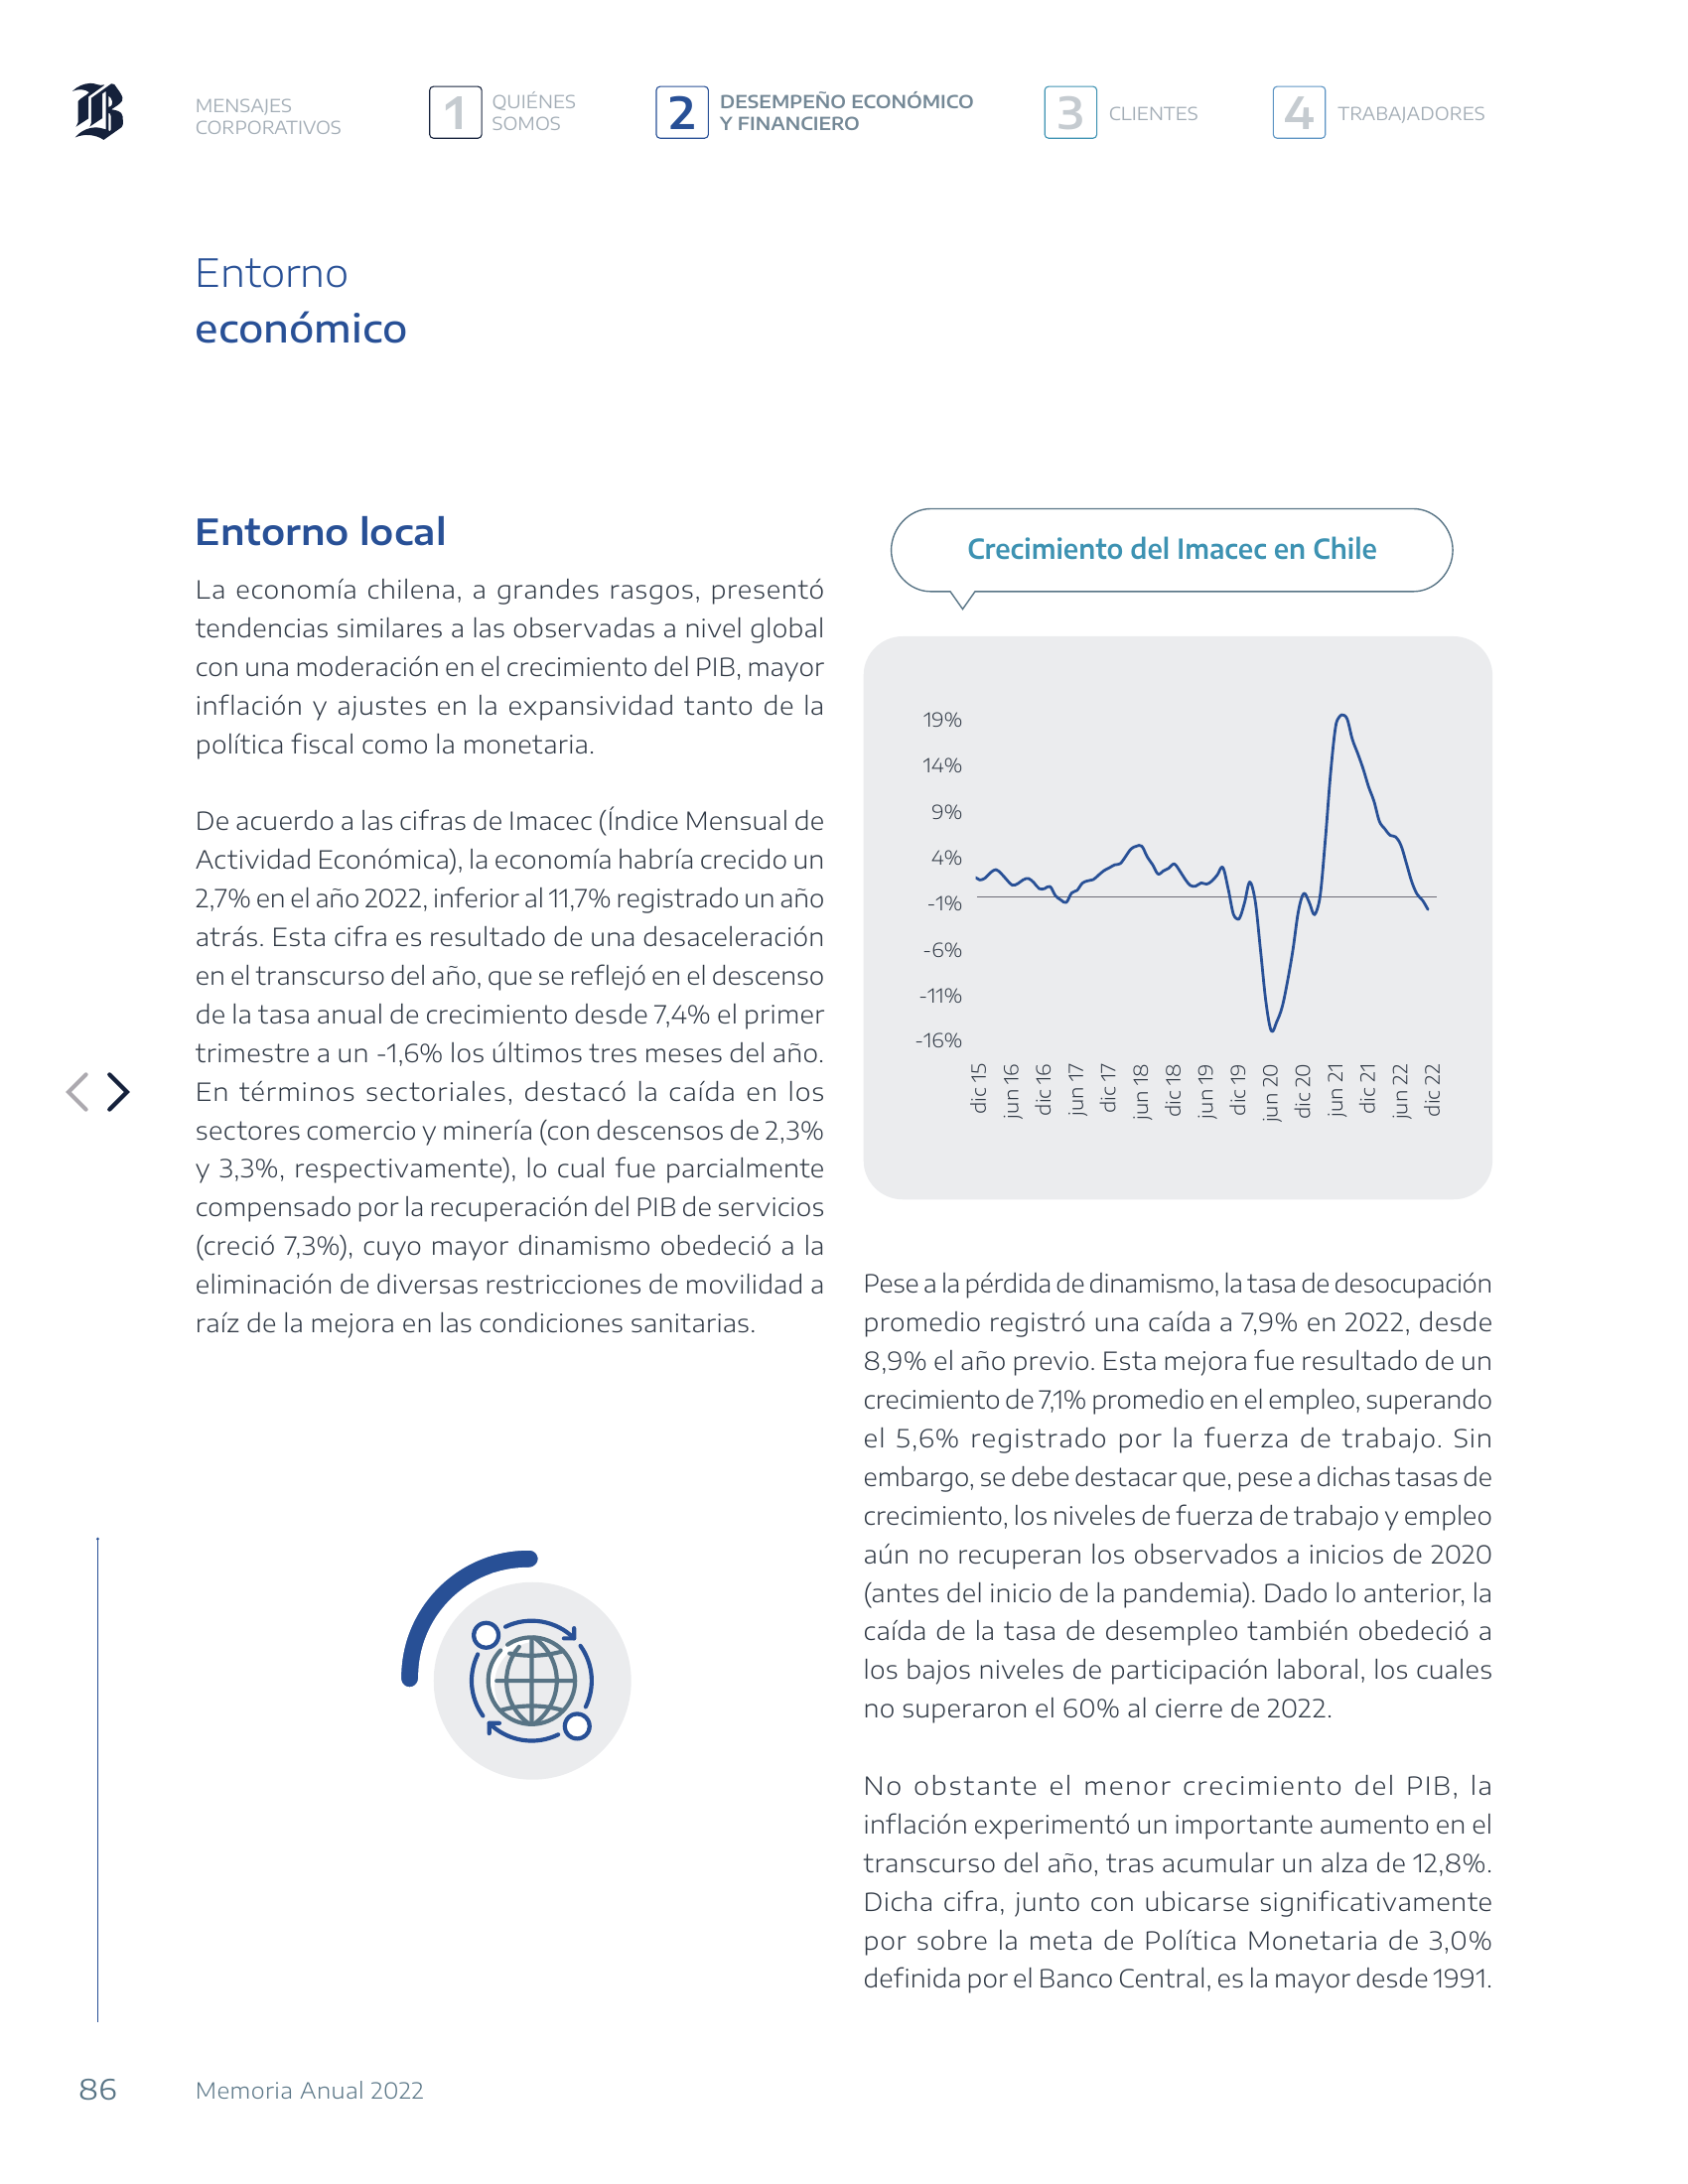 MENSAJES
CORPORATIVOS
1
QUIÉNES
SOMOS
2
DESEMPEÑO ECONÓMICO
Y FINANCIERO
3
CLIENTES
4
TRABAJADORES
Entorno
económico
Entorno local
La economía chilena, a grandes rasgos, presentó
tendencias similares a las observadas a nivel global
con una moderación en el crecimiento del PIB, mayor
inflación y ajustes en la expansividad tanto de la
política fiscal como la monetaria.
De acuerdo a las cifras de Imacec (Índice Mensual de
Actividad Económica), la economía habría crecido un
2,7% en el año 2022, inferior al 11,7% registrado un año
atrás. Esta cifra es resultado de una desaceleración
en el transcurso del año, que se reflejó en el descenso
de la tasa anual de crecimiento desde 7,4% el primer
trimestre a un -1,6% los últimos tres meses del año.
En términos sectoriales, destacó la caída en los
sectores comercio y minería (con descensos de 2,3%
y 3,3%, respectivamente), lo cual fue parcialmente
compensado por la recuperación del PIB de servicios
(creció 7,3%), cuyo mayor dinamismo obedeció a la
eliminación de diversas restricciones de movilidad a
raíz de la mejora en las condiciones sanitarias.
Crecimiento del Imacec en Chile
19%
14%
9%
4%
-1%
-6%
-11%
-16%
dic 15
jun 16
dic 16
jun 17
dic 17
jun 18
dic 18
jun 19
dic 19
jun 20
dic 20
jun 21
dic 21
jun 22
dic 22
Pese a la pérdida de dinamismo, la tasa de desocupación
promedio registró una caída a 7,9% en 2022, desde
8,9% el año previo. Esta mejora fue resultado de un
crecimiento de 7,1% promedio en el empleo, superando
el 5,6% registrado por la fuerza de trabajo. Sin
embargo, se debe destacar que, pese a dichas tasas de
crecimiento, los niveles de fuerza de trabajo y empleo
aún no recuperan los observados a inicios de 2020
(antes del inicio de la pandemia). Dado lo anterior, la
caída de la tasa de desempleo también obedeció a
los bajos niveles de participación laboral, los cuales
no superaron el 60% al cierre de 2022.
No obstante el menor crecimiento del PIB, la
inflación experimentó un importante aumento en el
transcurso del año, tras acumular un alza de 12,8%.
Dicha cifra, junto con ubicarse significativamente
por sobre la meta de Política Monetaria de 3,0%
definida por el Banco Central, es la mayor desde 1991.
86
Memoria Anual 2022